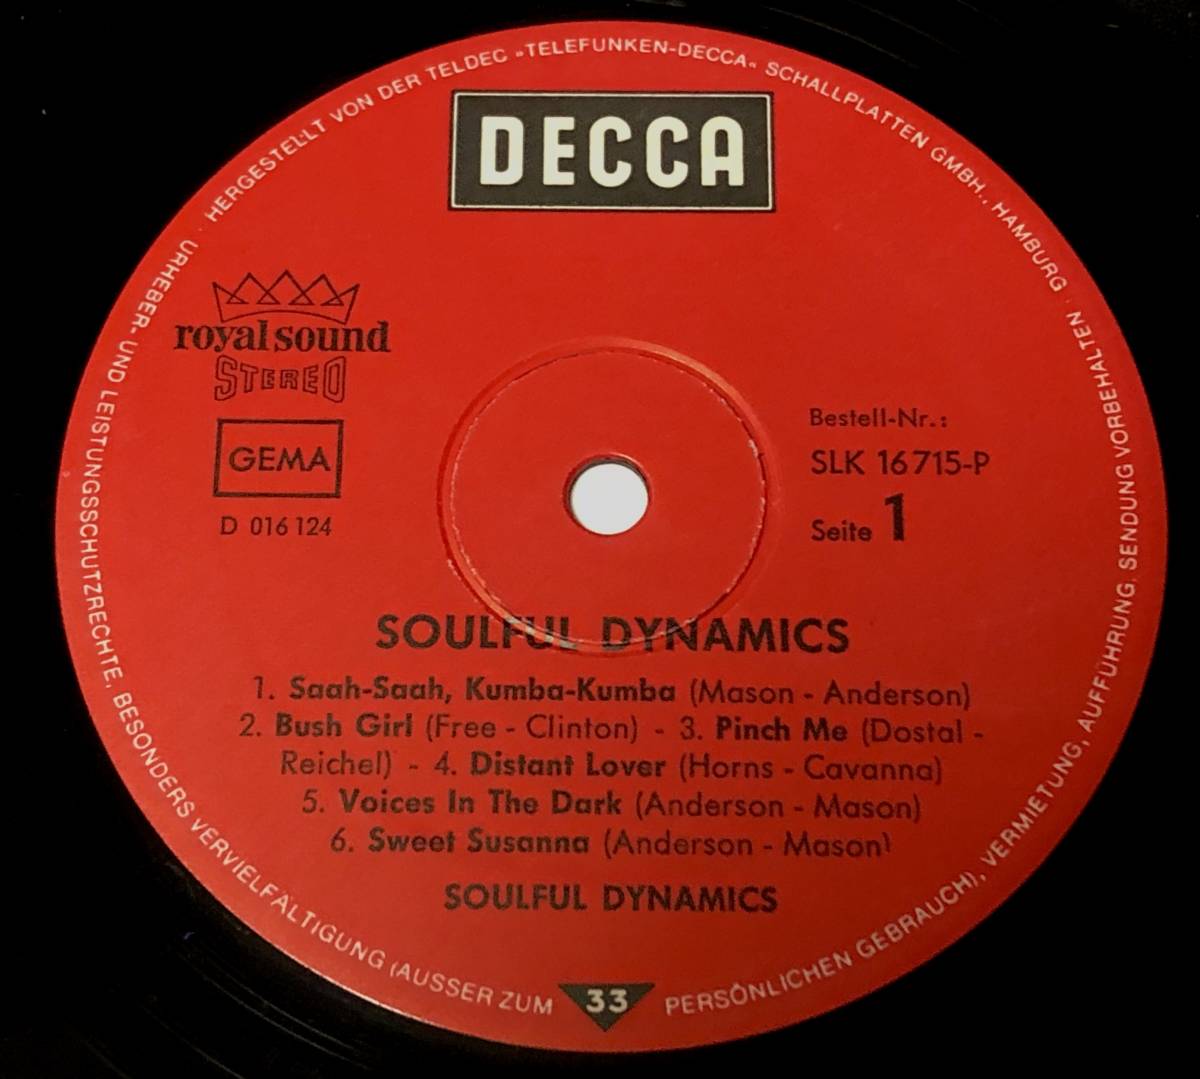 HERGESTELLT VON DER TELDEC »TELEFUNKEN-DECCA« SCHALLPLATTEN GMBH., HAMBURG · URHEBER- UND LEISTUNGSSCHUTZRECHTE, BESONDERS VERVIELFÄLTIGUNG (AUSSER ZUM PERSÖNLICHEN GEBRAUCH), VERMIETUNG, AUFFÜHRUNG, SENDUNG VORBEHALTEN
DECCA
royal sound
STEREO
GEMA
D 016 124
Bestell-Nr.:
SLK 16 715-P
Seite 1
SOULFUL DYNAMICS
1. Saah-Saah, Kumba-Kumba (Mason - Anderson)
2. Bush Girl (Free - Clinton) - 3. Pinch Me (Dostal -
Reichel) - 4. Distant Lover (Horns - Cavanna)
5. Voices In The Dark (Anderson - Mason)
6. Sweet Susanna (Anderson - Mason)
SOULFUL DYNAMICS
33